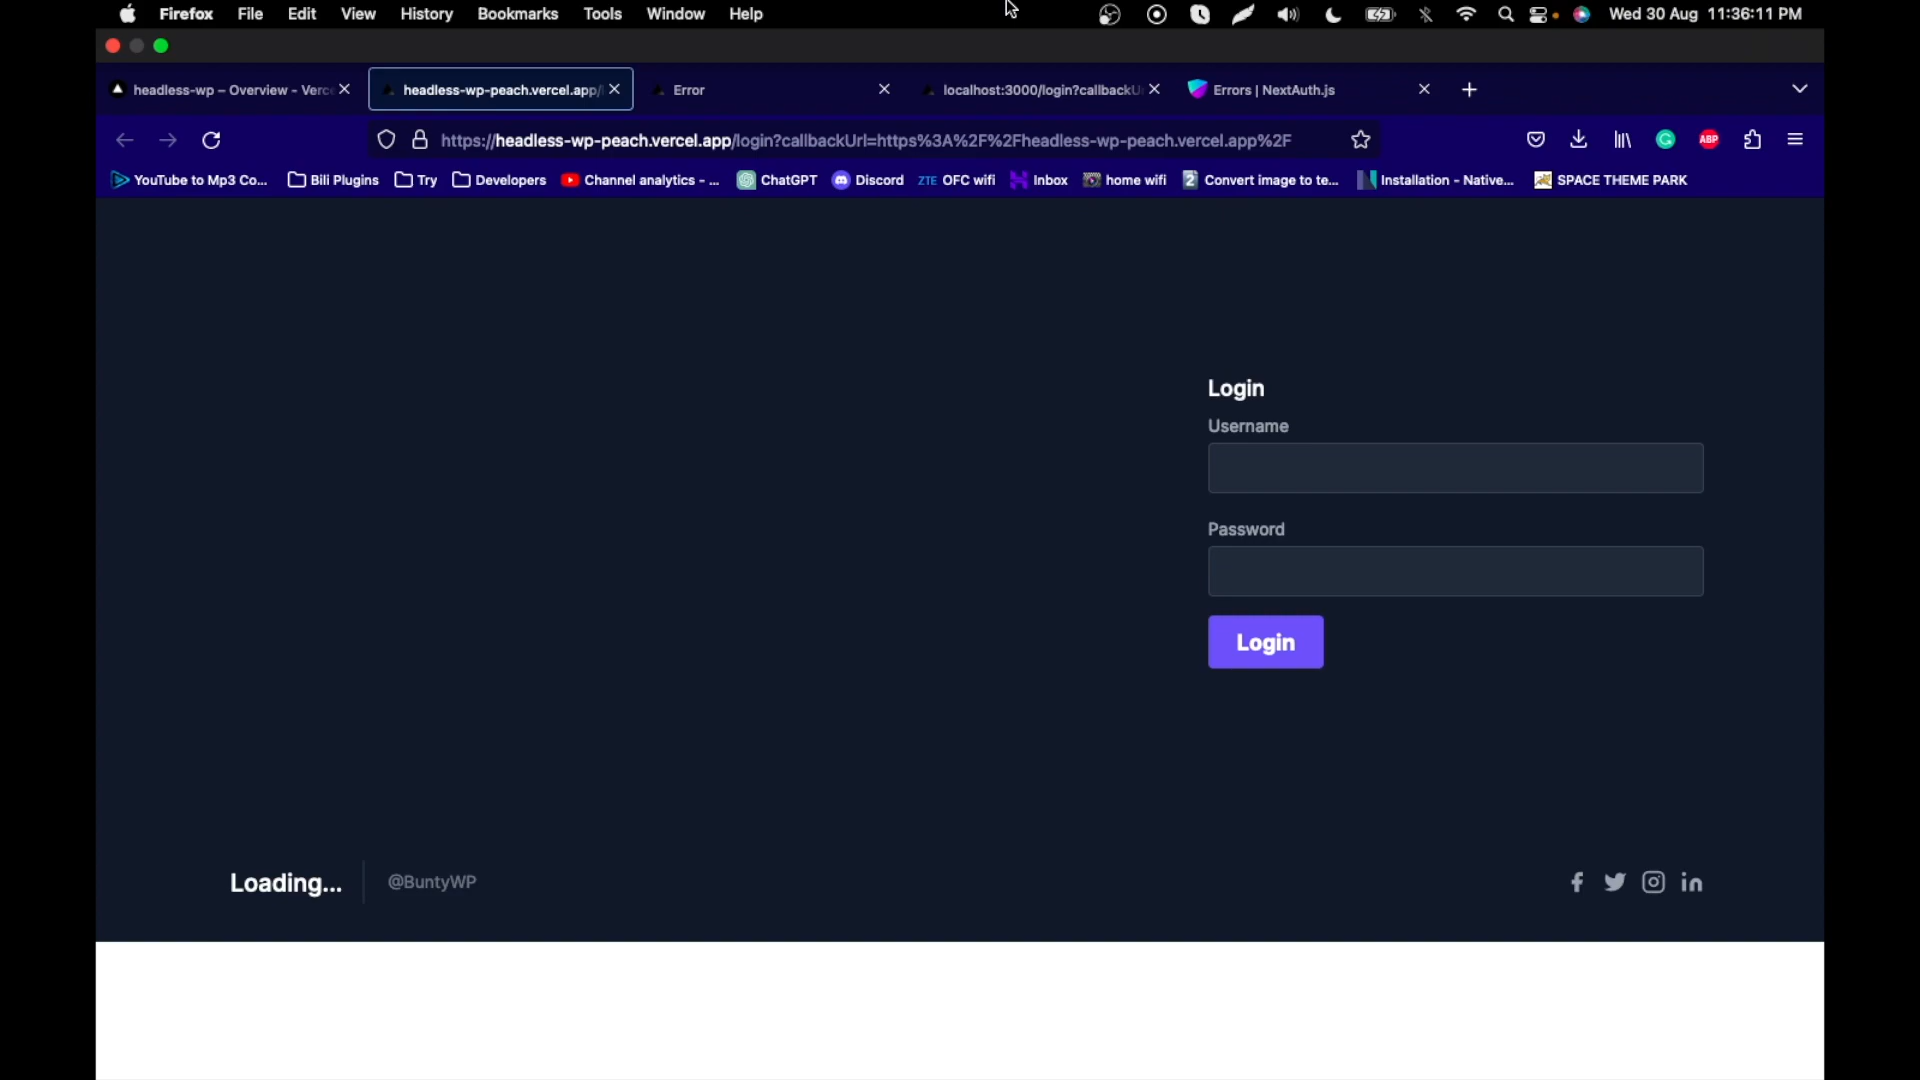 Firefox File Edit View History Bookmarks Tools Window Help Wed 30 Aug 11:36:11 PM
headless-wp – Overview - Verc headless-wp-peach.vercel.app/ Error localhost:3000/login?callbackU Errors | NextAuth.js
https://headless-wp-peach.vercel.app/login?callbackUrl=https%3A%2F%2Fheadless-wp-peach.vercel.app%2F ABP
YouTube to Mp3 Co... Bili Plugins Try Developers Channel analytics - ... ChatGPT Discord ZTE OFC wifi Inbox home wifi Convert image to te... Installation - Native... SPACE THEME PARK
Login
Username
Password
Login
Loading... @BuntyWP